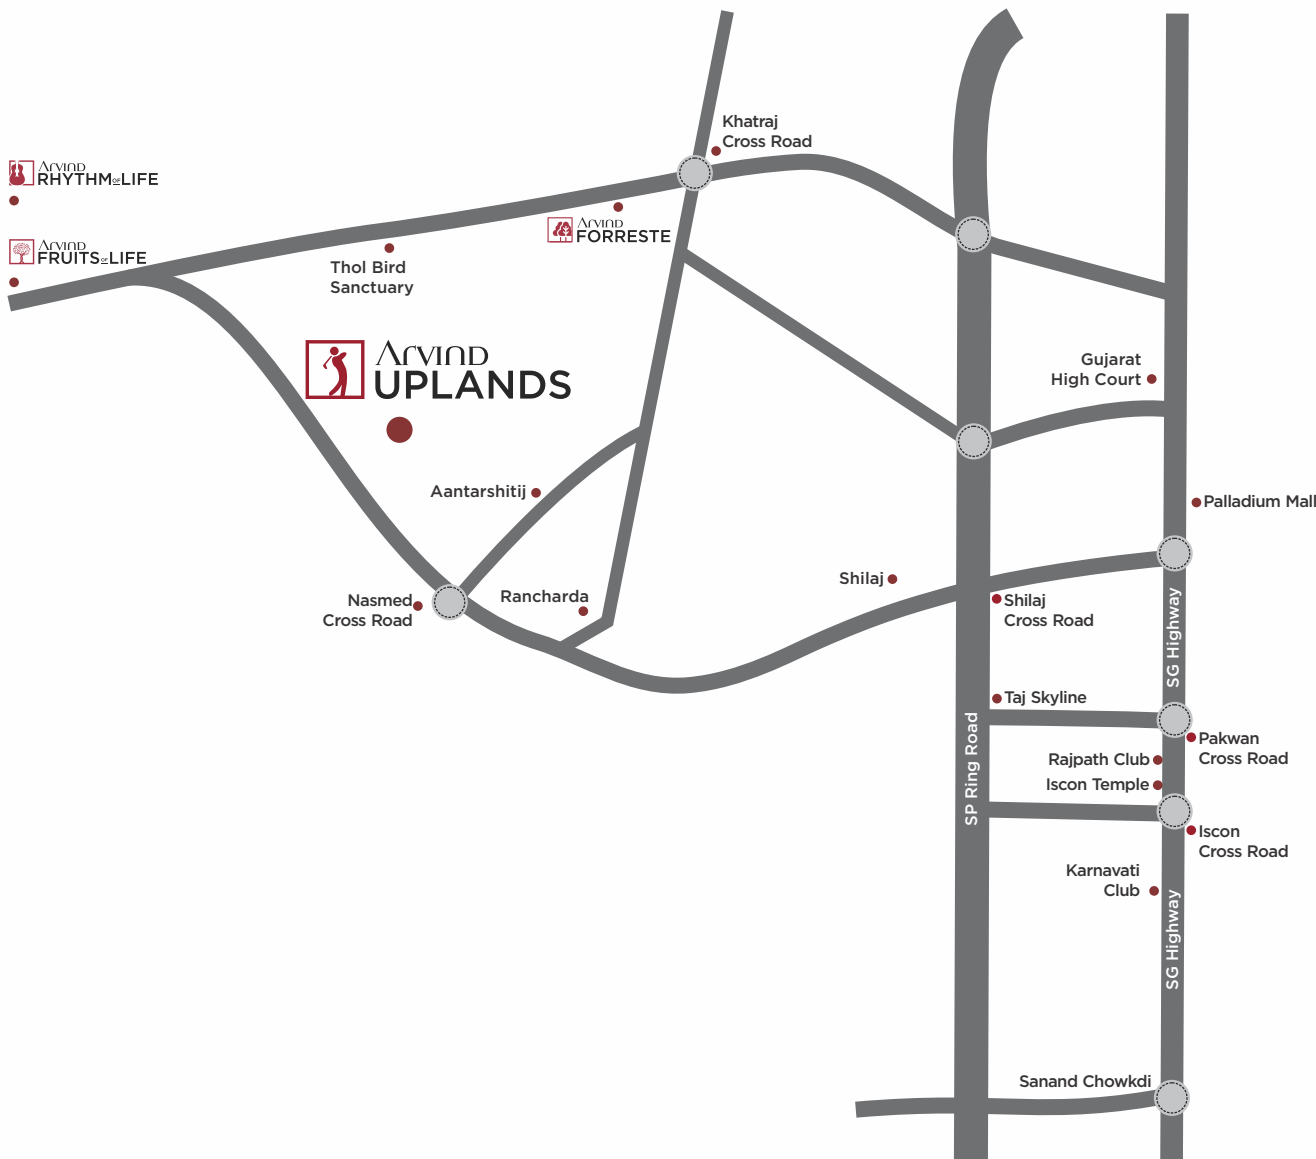 Khatraj
Cross Road
Arvind
RHYTHM OF LIFE
Arvind
FORRESTE
Arvind
FRUITS OF LIFE
Thol Bird
Sanctuary
Arvind
UPLANDS
Gujarat
High Court
Aantarshitij
Palladium Mall
Shilaj
Nasmed
Cross Road
Rancharda
Shilaj
Cross Road
SG Highway
Taj Skyline
SP Ring Road
Pakwan
Cross Road
Rajpath Club
Iscon Temple
Iscon
Cross Road
Karnavati
Club
SG Highway
Sanand Chowkdi